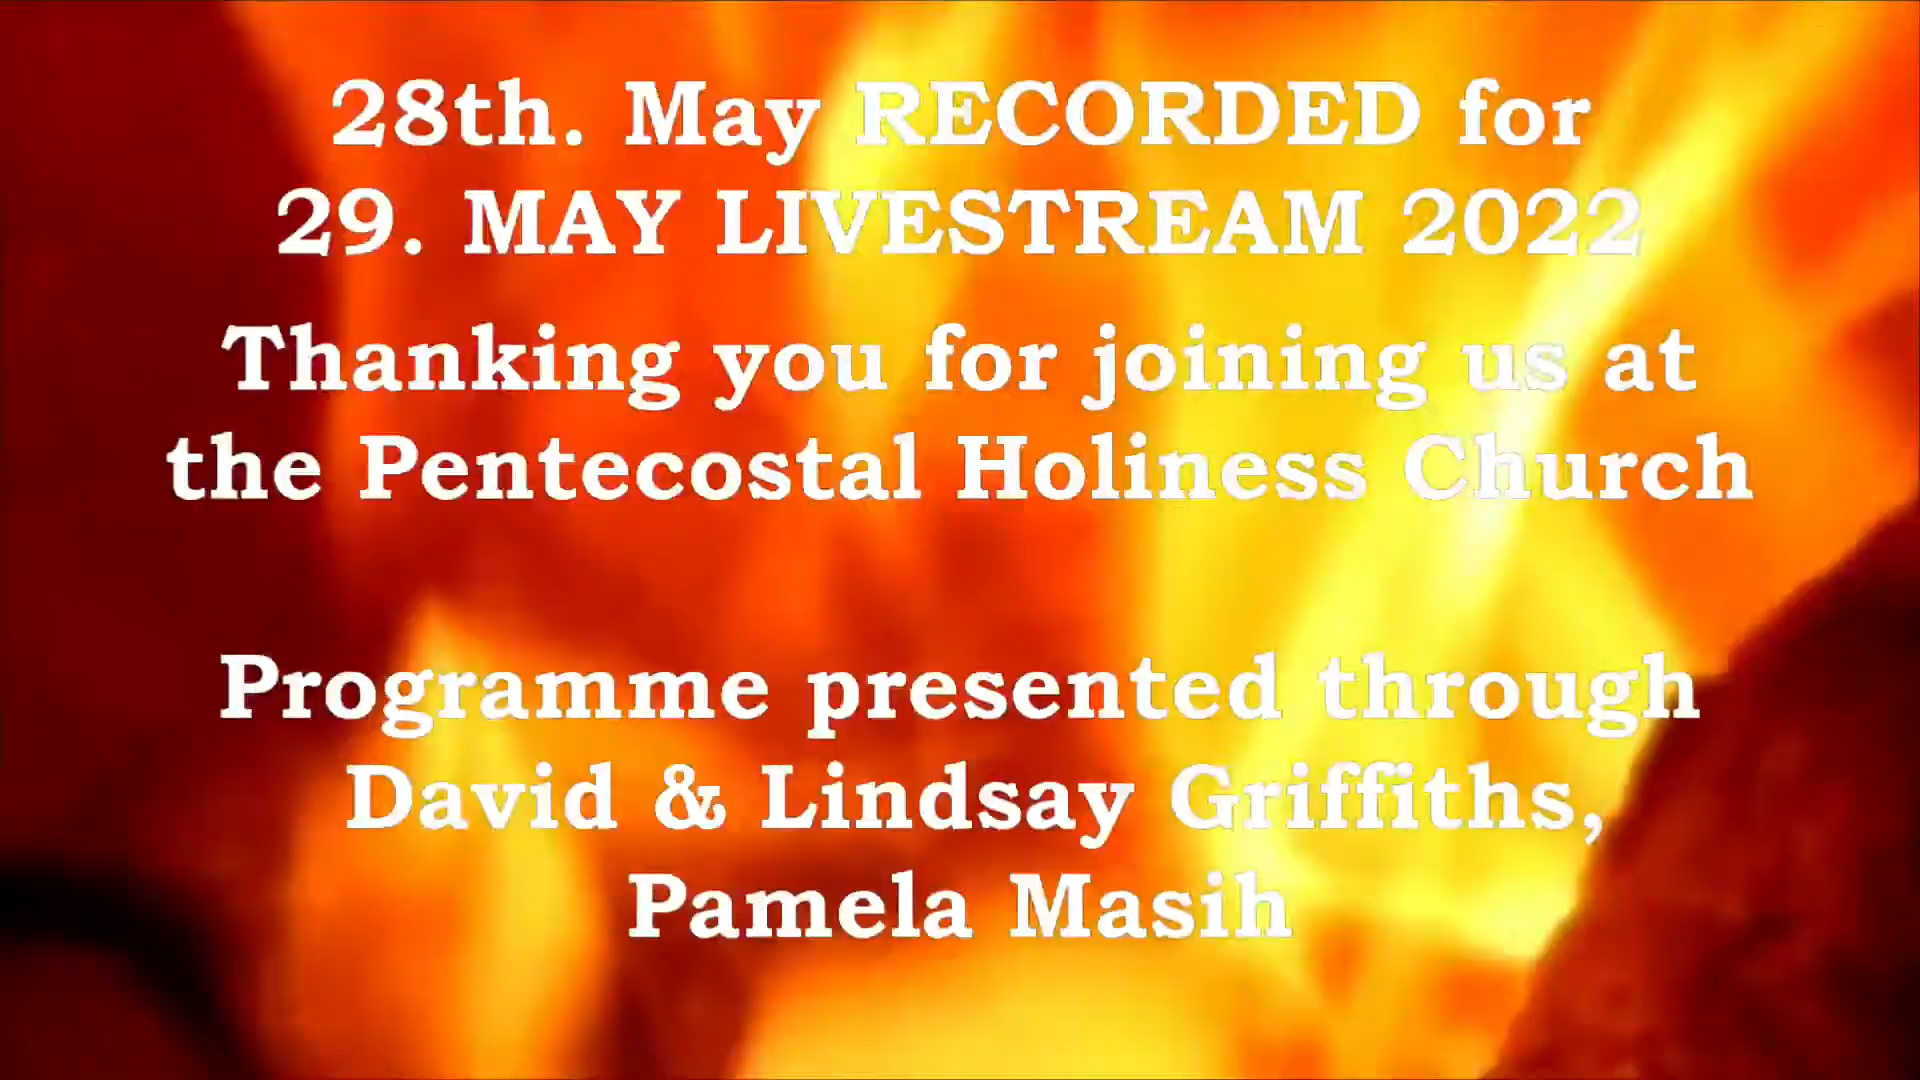 28th. May RECORDED for
29. MAY LIVESTREAM 2022
Thanking you for joining us at
the Pentecostal Holiness Church
Programme presented through
David & Lindsay Griffiths,
Pamela Masih